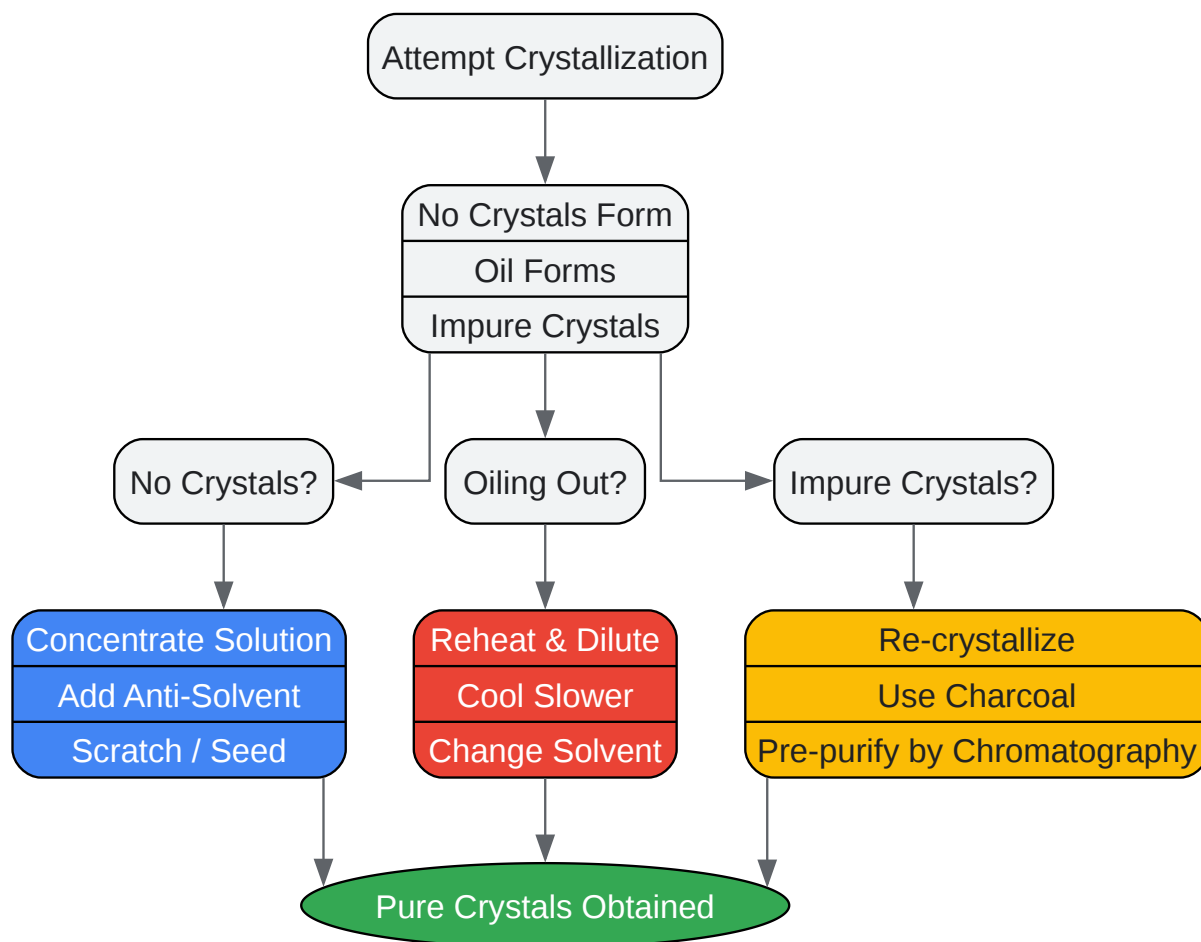 Attempt Crystallization
No Crystals Form
Oil Forms
Impure Crystals
No Crystals?
Oiling Out?
Impure Crystals?
Concentrate Solution
Add Anti-Solvent
Scratch / Seed
Reheat & Dilute
Cool Slower
Change Solvent
Re-crystallize
Use Charcoal
Pre-purify by Chromatography
Pure Crystals Obtained